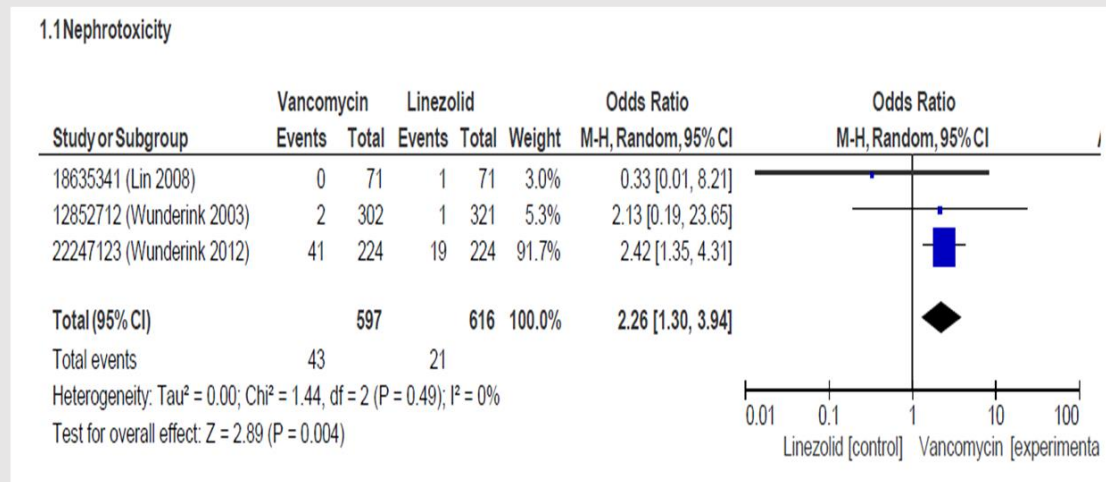 1.1Nephrotoxicity
Vancomycin Linezolid Odds Ratio Odds Ratio
Study or Subgroup Events Total Events Total Weight M-H, Random, 95% CI M-H, Random, 95% CI
18635341 (Lin 2008) 0 71 1 71 3.0% 0.33 [0.01, 8.21]
12852712 (Wunderink 2003) 2 302 1 321 5.3% 2.13 [0.19, 23.65]
22247123 (Wunderink 2012) 41 224 19 224 91.7% 2.42 [1.35, 4.31]
Total (95% CI) 597 616 100.0% 2.26 [1.30, 3.94]
Total events 43 21
Heterogeneity: Tau² = 0.00; Chi² = 1.44, df = 2 (P = 0.49); I² = 0%
Test for overall effect: Z = 2.89 (P = 0.004)
0.01 0.1 1 10 100
Linezolid [control] Vancomycin [experimenta